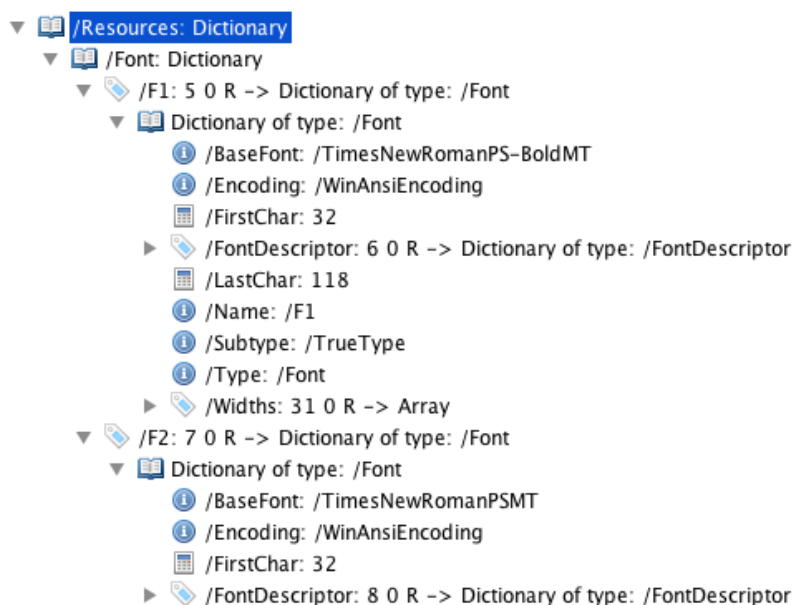 /Resources: Dictionary
/Font: Dictionary
/F1: 5 0 R -> Dictionary of type: /Font
Dictionary of type: /Font
/BaseFont: /TimesNewRomanPS-BoldMT
/Encoding: /WinAnsiEncoding
/FirstChar: 32
/FontDescriptor: 6 0 R -> Dictionary of type: /FontDescriptor
/LastChar: 118
/Name: /F1
/Subtype: /TrueType
/Type: /Font
/Widths: 31 0 R -> Array
/F2: 7 0 R -> Dictionary of type: /Font
Dictionary of type: /Font
/BaseFont: /TimesNewRomanPSMT
/Encoding: /WinAnsiEncoding
/FirstChar: 32
/FontDescriptor: 8 0 R -> Dictionary of type: /FontDescriptor